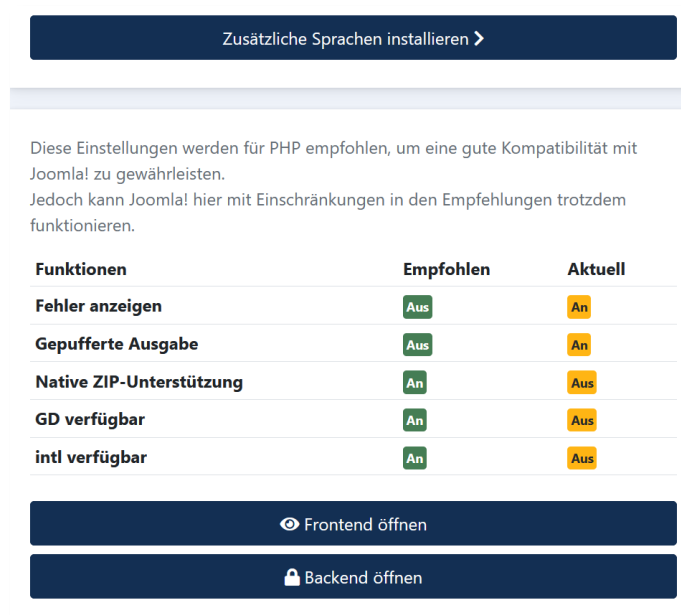 Zusätzliche Sprachen installieren
Diese Einstellungen werden für PHP empfohlen, um eine gute Kompatibilität mit
Joomla! zu gewährleisten.
Jedoch kann Joomla! hier mit Einschränkungen in den Empfehlungen trotzdem
funktionieren.
Funktionen Empfohlen Aktuell
Fehler anzeigen Aus An
Gepufferte Ausgabe Aus An
Native ZIP-Unterstützung An Aus
GD verfügbar An Aus
intl verfügbar An Aus
Frontend öffnen
Backend öffnen